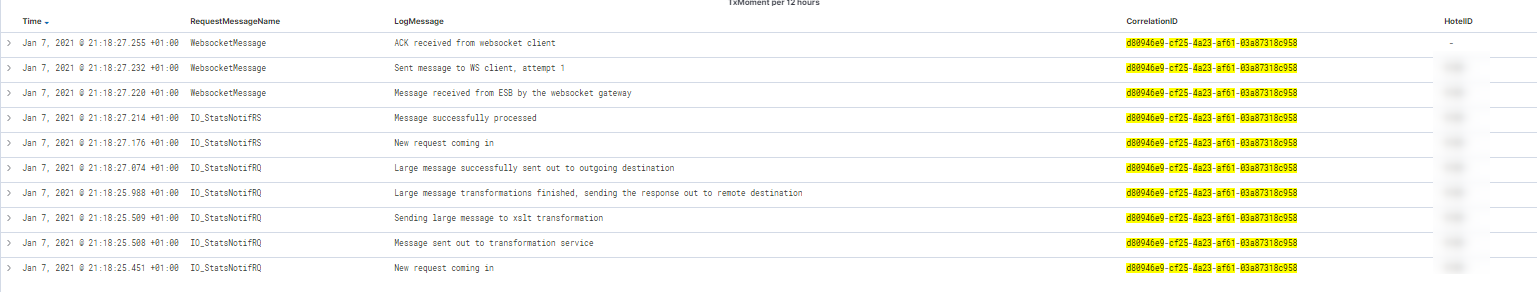 TxMoment per 12 hours
Time RequestMessageName LogMessage CorrelationID HotelID
Jan 7, 2021 @ 21:18:27.255 +01:00 WebsocketMessage ACK received from websocket client d80946e9-cf25-4a23-af61-03a87318c958 -
Jan 7, 2021 @ 21:18:27.232 +01:00 WebsocketMessage Sent message to WS client, attempt 1 d80946e9-cf25-4a23-af61-03a87318c958
Jan 7, 2021 @ 21:18:27.220 +01:00 WebsocketMessage Message received from ESB by the websocket gateway d80946e9-cf25-4a23-af61-03a87318c958
Jan 7, 2021 @ 21:18:27.214 +01:00 IO_StatsNotifRS Message successfully processed d80946e9-cf25-4a23-af61-03a87318c958
Jan 7, 2021 @ 21:18:27.176 +01:00 IO_StatsNotifRS New request coming in d80946e9-cf25-4a23-af61-03a87318c958
Jan 7, 2021 @ 21:18:27.074 +01:00 IO_StatsNotifRQ Large message successfully sent out to outgoing destination d80946e9-cf25-4a23-af61-03a87318c958
Jan 7, 2021 @ 21:18:25.988 +01:00 IO_StatsNotifRQ Large message transformations finished, sending the response out to remote destination d80946e9-cf25-4a23-af61-03a87318c958
Jan 7, 2021 @ 21:18:25.509 +01:00 IO_StatsNotifRQ Sending large message to xslt transformation d80946e9-cf25-4a23-af61-03a87318c958
Jan 7, 2021 @ 21:18:25.508 +01:00 IO_StatsNotifRQ Message sent out to transformation service d80946e9-cf25-4a23-af61-03a87318c958
Jan 7, 2021 @ 21:18:25.451 +01:00 IO_StatsNotifRQ New request coming in d80946e9-cf25-4a23-af61-03a87318c958